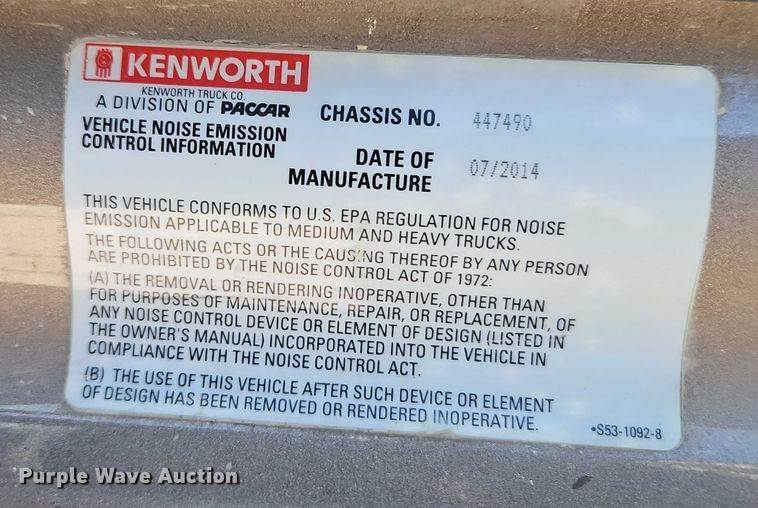 KENWORTH
KENWORTH TRUCK CO.
A DIVISION OF PACCAR
VEHICLE NOISE EMISSION
CONTROL INFORMATION
CHASSIS NO. 447490
DATE OF
MANUFACTURE 07/2014
THIS VEHICLE CONFORMS TO U.S. EPA REGULATION FOR NOISE
EMISSION APPLICABLE TO MEDIUM AND HEAVY TRUCKS.
THE FOLLOWING ACTS OR THE CAUSING THEREOF BY ANY PERSON
ARE PROHIBITED BY THE NOISE CONTROL ACT OF 1972:
(A) THE REMOVAL OR RENDERING INOPERATIVE, OTHER THAN
FOR PURPOSES OF MAINTENANCE, REPAIR, OR REPLACEMENT, OF
ANY NOISE CONTROL DEVICE OR ELEMENT OF DESIGN (LISTED IN
THE OWNER'S MANUAL) INCORPORATED INTO THE VEHICLE IN
COMPLIANCE WITH THE NOISE CONTROL ACT.
(B) THE USE OF THIS VEHICLE AFTER SUCH DEVICE OR ELEMENT
OF DESIGN HAS BEEN REMOVED OR RENDERED INOPERATIVE.
•S53-1092-8
Purple Wave Auction